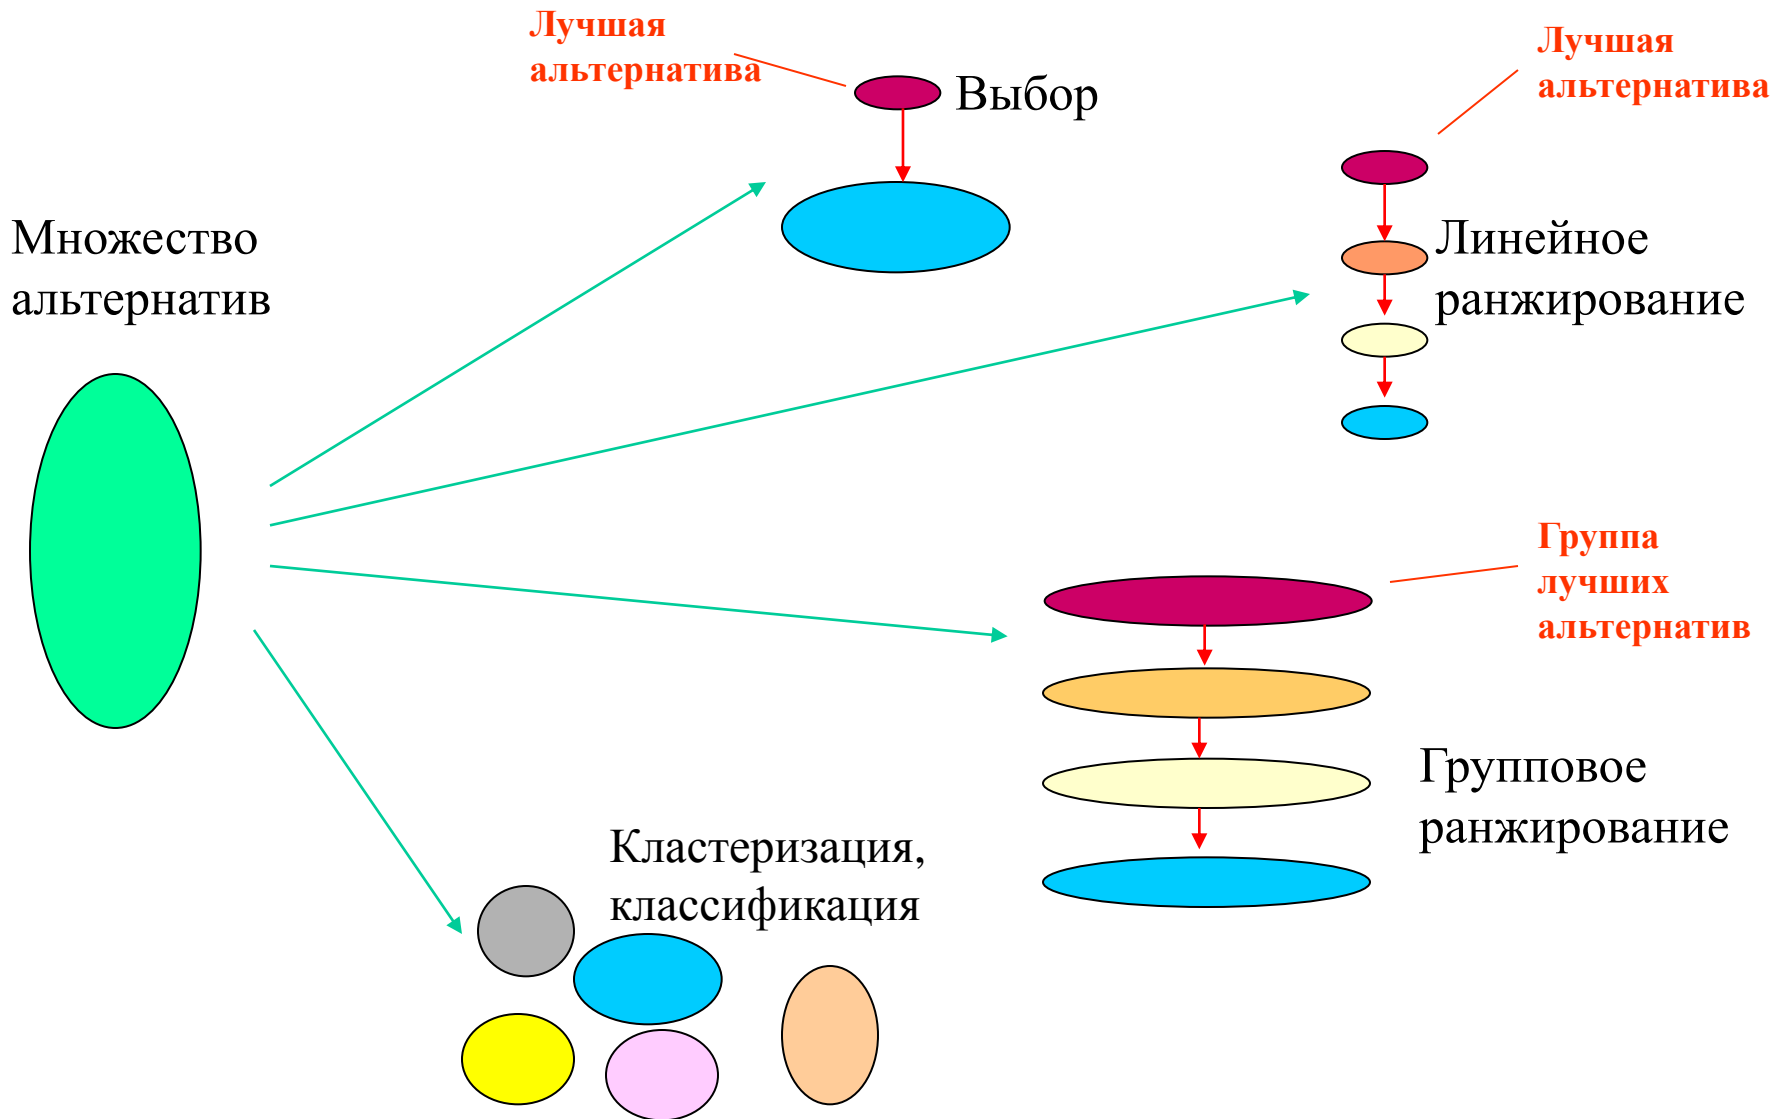 Лучшая
альтернатива
Выбор
Лучшая
альтернатива
Множество
альтернатив
Линейное
ранжирование
Группа
лучших
альтернатив
Групповое
ранжирование
Кластеризация,
классификация